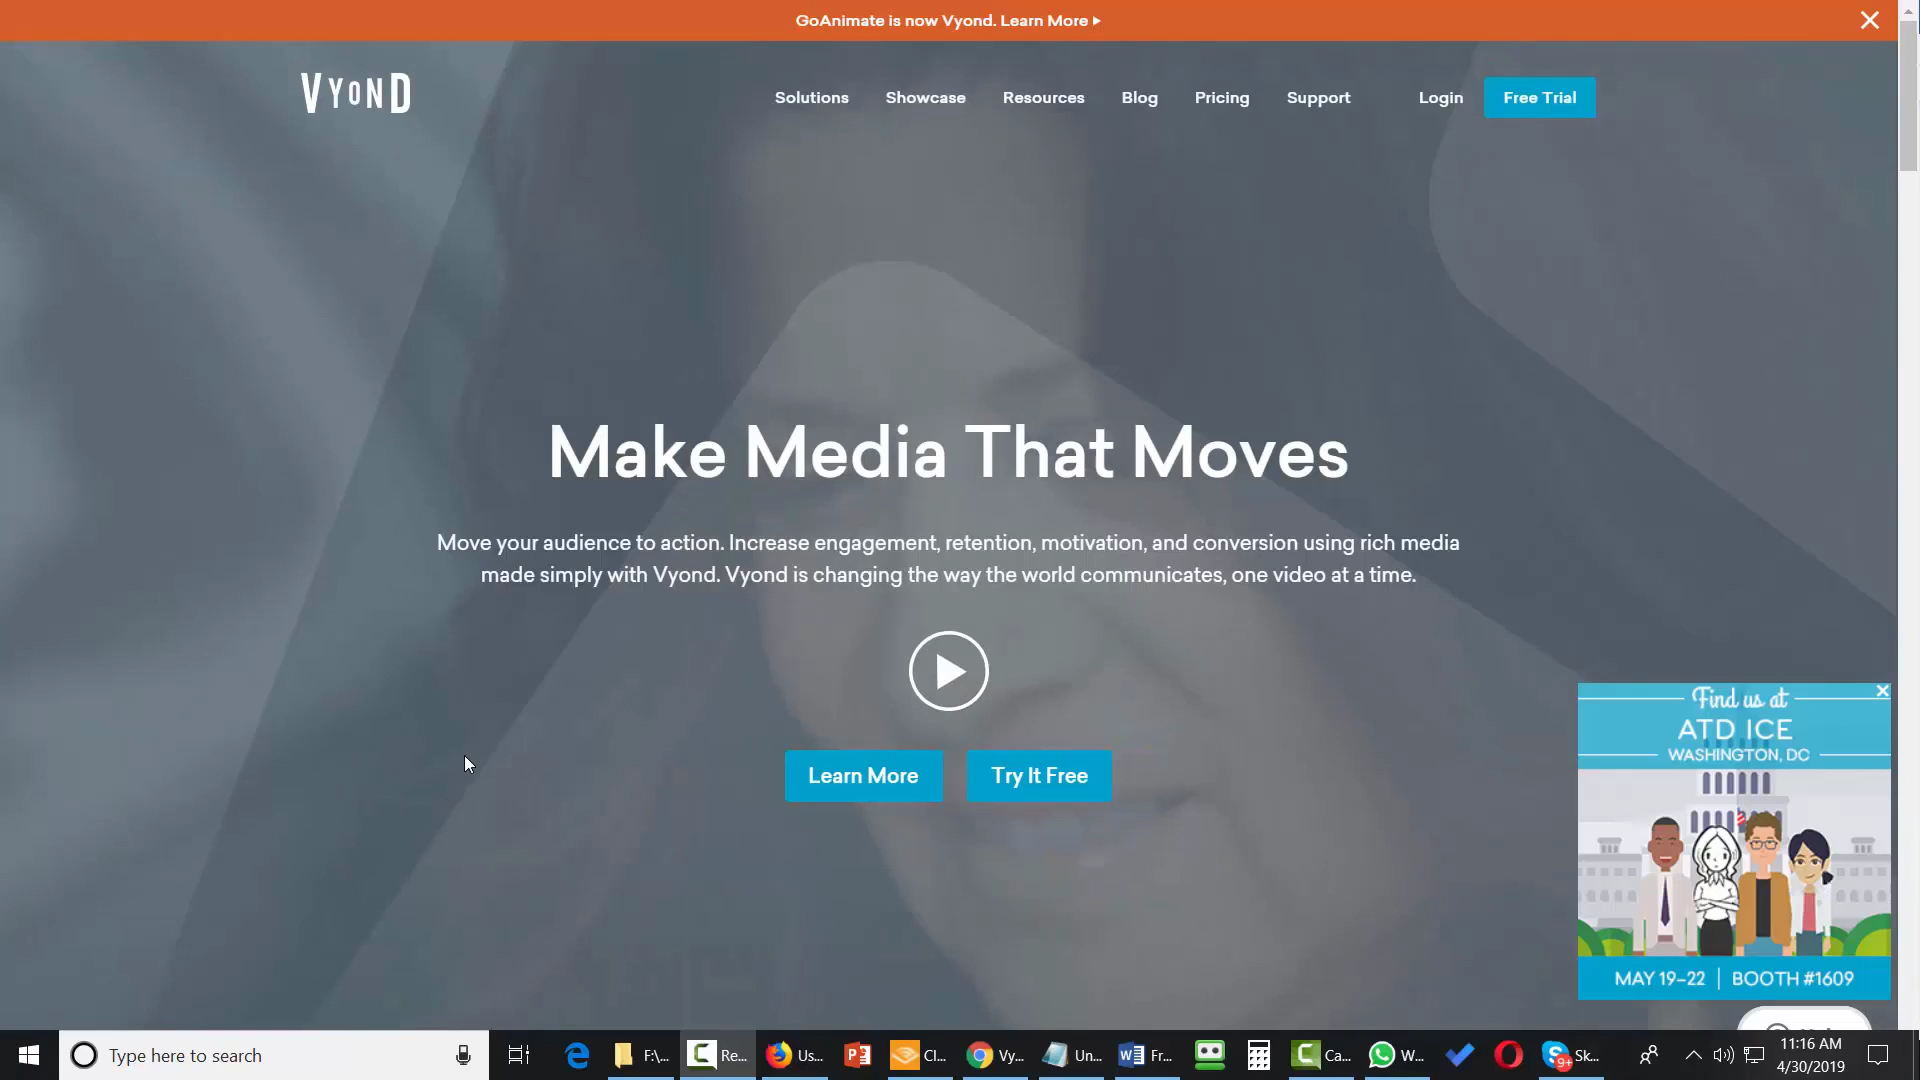 GoAnimate is now Vyond. Learn More
VYOND
Solutions
Showcase
Resources
Blog
Pricing
Support
Login
Free Trial
Make Media That Moves
Move your audience to action. Increase engagement, retention, motivation, and conversion using rich media
made simply with Vyond. Vyond is changing the way the world communicates, one video at a time.
Learn More
Try It Free
Find us at
ATD ICE
WASHINGTON, DC
MAY 19–22 | BOOTH #1609
Type here to search
F:\...
Re...
Us...
Cl...
Vy...
Un...
Fr...
Ca...
W...
9+
Sk...
11:16 AM
4/30/2019